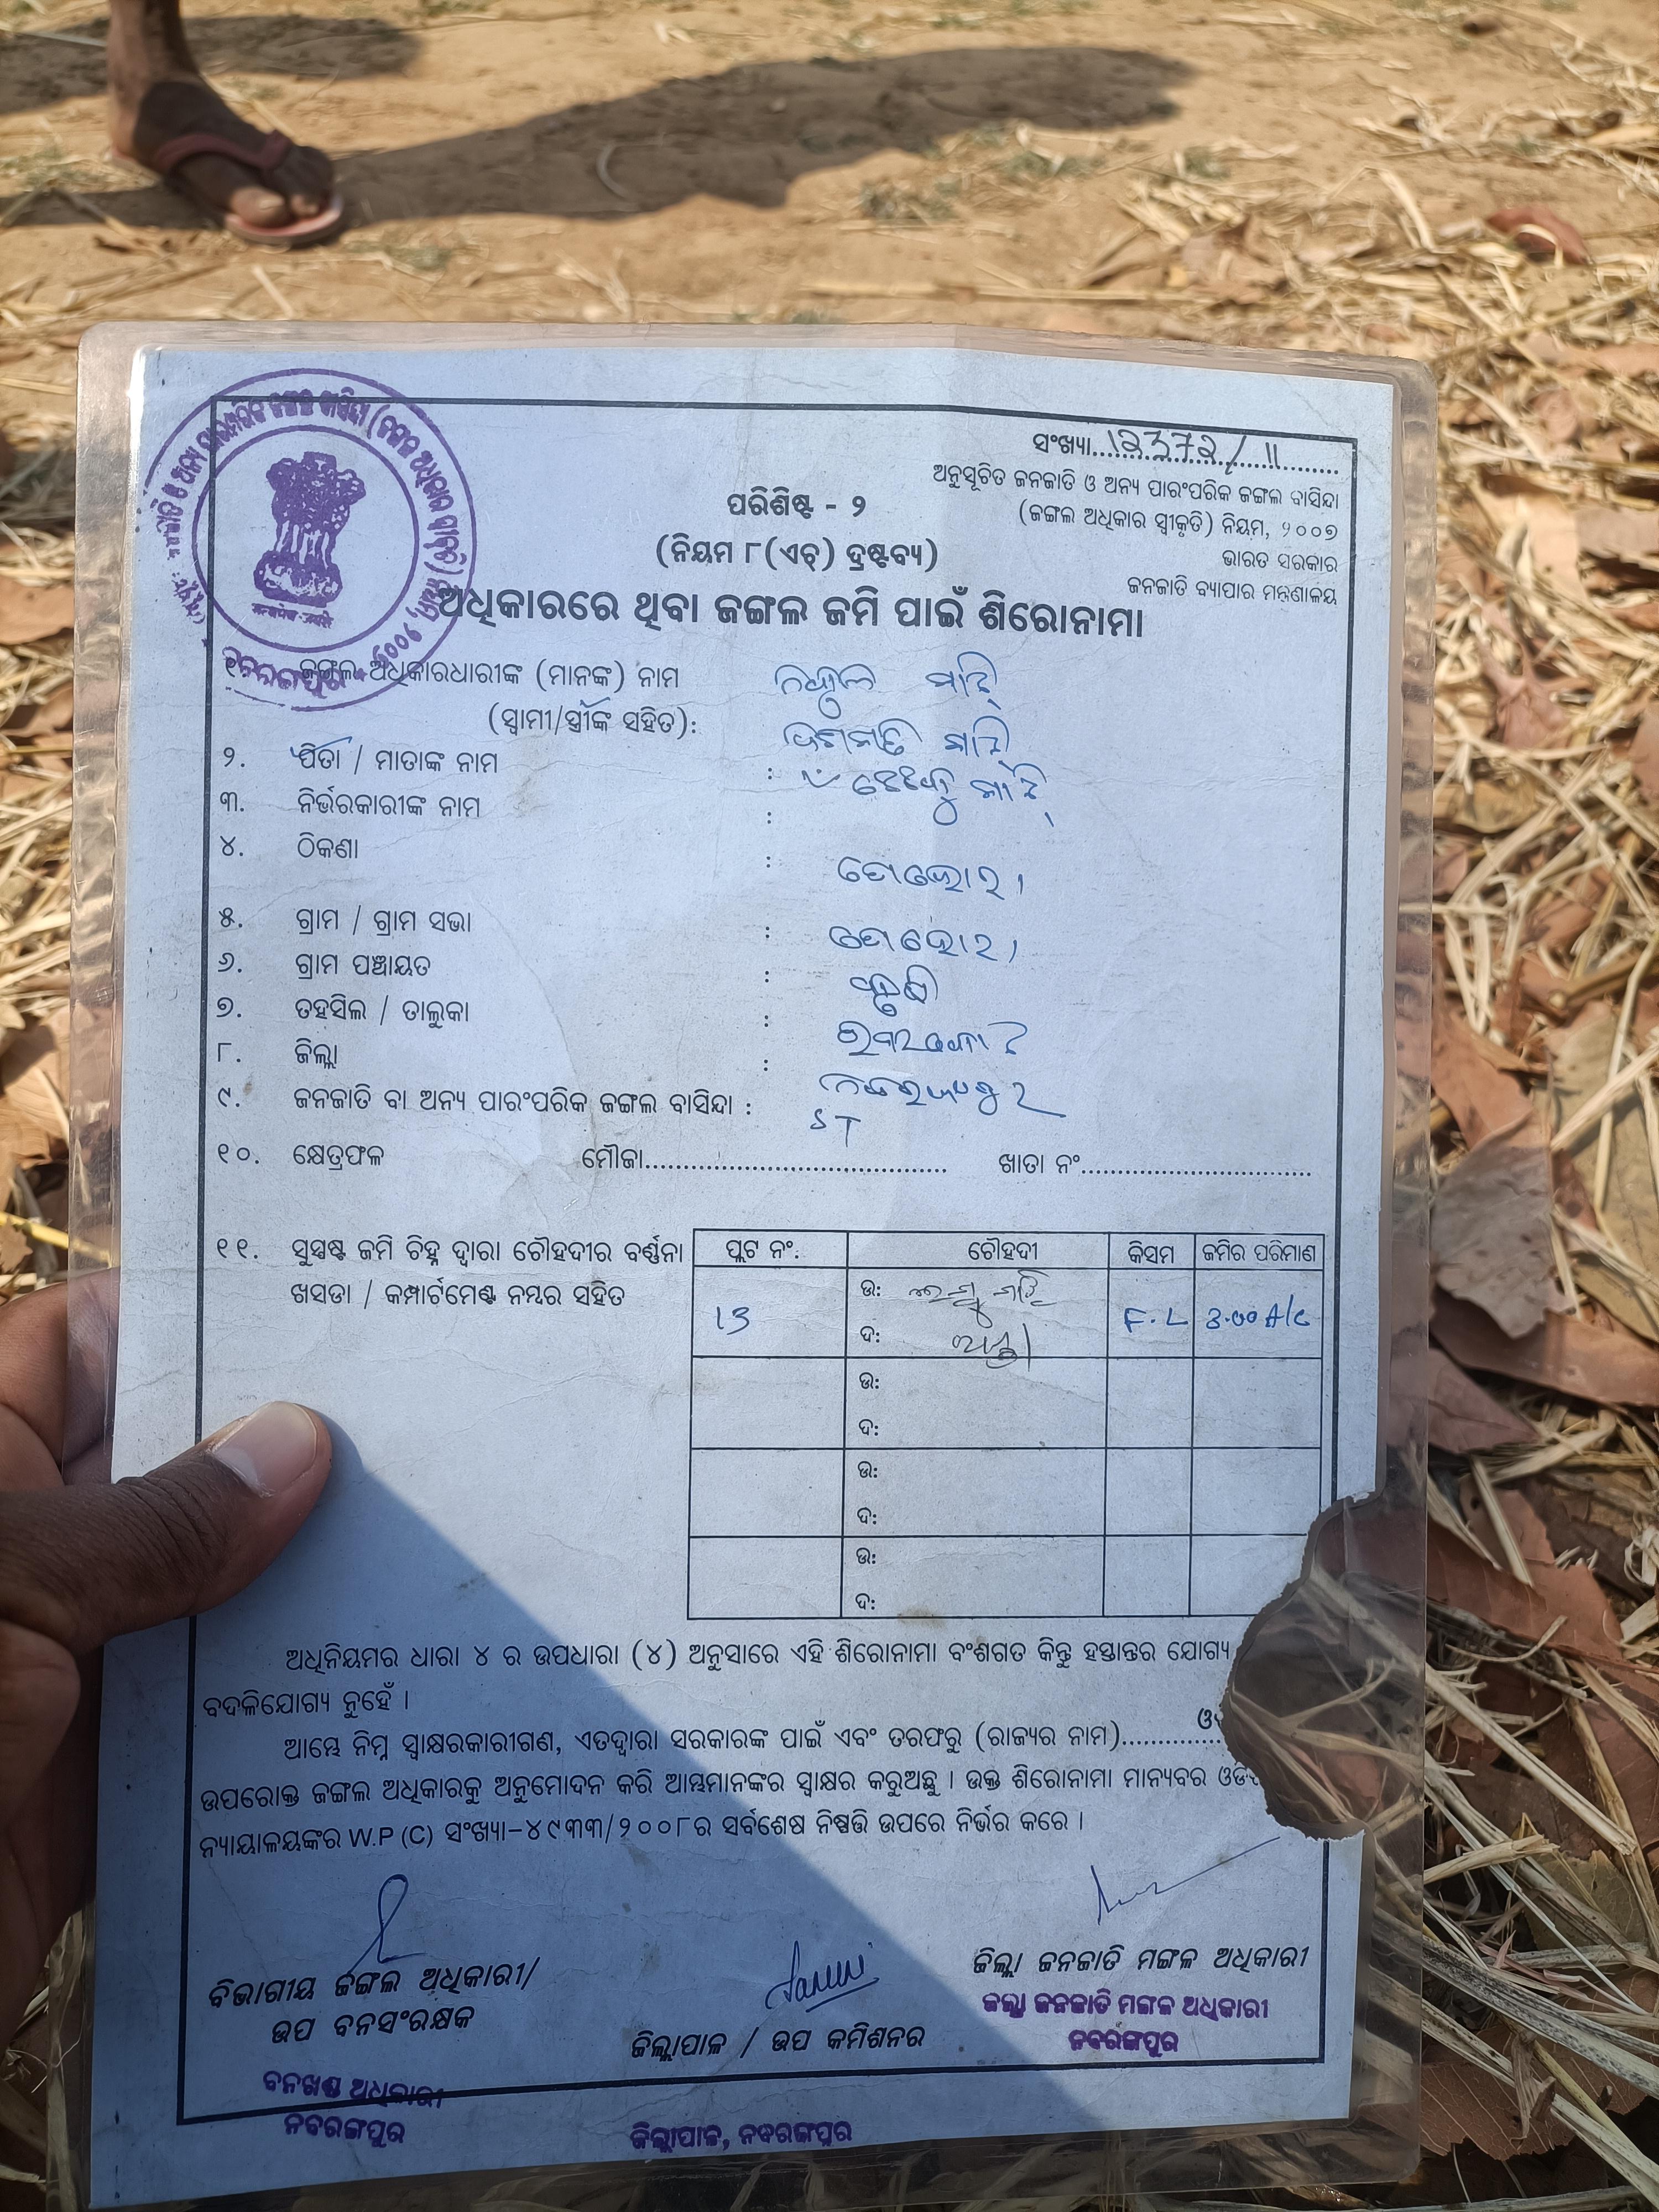 ସଂଖ୍ୟା..........
ଅନୁସୂଚିତ ଜନଜାତି ଓ ଅନ୍ୟ ପାରଂପରିକ ଜଙ୍ଗଲ ବାସିନ୍ଦା
(ଜଙ୍ଗଲ ଅଧିକାର ସ୍ୱୀକୃତି) ନିୟମ, ୨୦୦୭
ଭାରତ ସରକାର
ଜନଜାତି ବ୍ୟାପାର ମନ୍ତ୍ରଣାଳୟ
ପରିଶିଷ୍ଟ - ୨
(ନିୟମ ୮(ଏଚ୍) ଦ୍ରଷ୍ଟବ୍ୟ)
ଅଧିକାରରେ ଥିବା ଜଙ୍ଗଲ ଜମି ପାଇଁ ଶିରୋନାମା
୧. ଜଙ୍ଗଲ ଅଧିକାରଧାରୀଙ୍କ (ମାନଙ୍କ) ନାମ ମାଝି
(ସ୍ୱାମୀ/ସ୍ତ୍ରୀଙ୍କ ସହିତ): ମାଝି
୨. ପିତା / ମାତାଙ୍କ ନାମ : ମାଝି
୩. ନିର୍ଭରକାରୀଙ୍କ ନାମ :
୪. ଠିକଣା :
୫. ଗ୍ରାମ / ଗ୍ରାମ ସଭା :
୬. ଗ୍ରାମ ପଞ୍ଚାୟତ :
୭. ତହସିଲ / ତାଲୁକା : ଉମରକୋଟ
୮. ଜିଲ୍ଲା : ନବରଙ୍ଗପୁର
୯. ଜନଜାତି ବା ଅନ୍ୟ ପାରଂପରିକ ଜଙ୍ଗଲ ବାସିନ୍ଦା : ST
୧୦. କ୍ଷେତ୍ରଫଳ ମୌଜା.......... ଖାତା ନଂ..........
୧୧. ସୁସ୍ପଷ୍ଟ ଜମି ଚିହ୍ନ ଦ୍ୱାରା ଚୌହଦୀର ବର୍ଣ୍ଣନା
ଖସଡା / କମ୍ପାର୍ଟମେଣ୍ଟ ନମ୍ବର ସହିତ
ପ୍ଲଟ ନଂ. ଚୌହଦୀ କିସମ ଜମିର ପରିମାଣ
13 ଉ: ମାଝି F.L 3.00 A/c
ଦ:
ଉ:
ଦ:
ଉ:
ଦ:
ଉ:
ଦ:
ଅଧିନିୟମର ଧାରା ୪ ର ଉପଧାରା (୪) ଅନୁସାରେ ଏହି ଶିରୋନାମା ବଂଶଗତ କିନ୍ତୁ ହସ୍ତାନ୍ତର ଯୋଗ୍ୟ
ବଦଳିଯୋଗ୍ୟ ନୁହେଁ ।
ଆମ୍ଭେ ନିମ୍ନ ସ୍ୱାକ୍ଷରକାରୀଗଣ, ଏତଦ୍ୱାରା ସରକାରଙ୍କ ପାଇଁ ଏବଂ ତରଫରୁ (ରାଜ୍ୟର ନାମ)..........
ଉପରୋକ୍ତ ଜଙ୍ଗଲ ଅଧିକାରକୁ ଅନୁମୋଦନ କରି ଆମ୍ଭମାନଙ୍କର ସ୍ୱାକ୍ଷର କରୁଅଛୁ । ଉକ୍ତ ଶିରୋନାମା ମାନ୍ୟବର
ନ୍ୟାୟାଳୟଙ୍କର W.P (C) ସଂଖ୍ୟା-୪୯୩୩/୨୦୦୮ର ସର୍ବଶେଷ ନିଷ୍ପତ୍ତି ଉପରେ ନିର୍ଭର କରେ ।
ବିଭାଗୀୟ ଜଙ୍ଗଲ ଅଧିକାରୀ/
ଉପ ବନସଂରକ୍ଷକ
ବନଖଣ୍ଡ ଅଧିକାରୀ
ନବରଙ୍ଗପୁର
ଜିଲ୍ଲାପାଳ / ଉପ କମିଶନର
ଜିଲ୍ଲାପାଳ, ନବରଙ୍ଗପୁର
ଜିଲ୍ଲା ଜନଜାତି ମଙ୍ଗଳ ଅଧିକାରୀ
ଜିଲ୍ଲା ଜନଜାତି ମଙ୍ଗଳ ଅଧିକାରୀ
ନବରଙ୍ଗପୁର